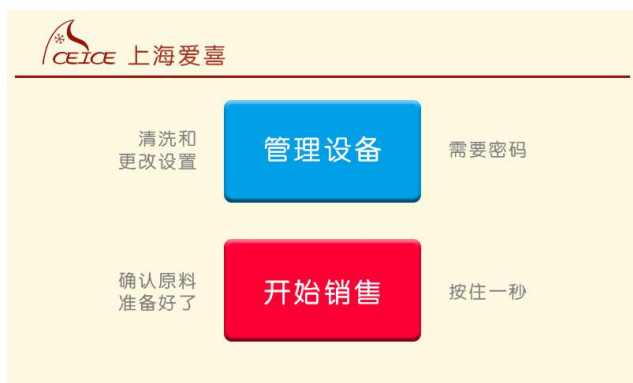 CEICE 上海爱喜
清洗和
更改设置
管理设备
需要密码
确认原料
准备好了
开始销售
按住一秒